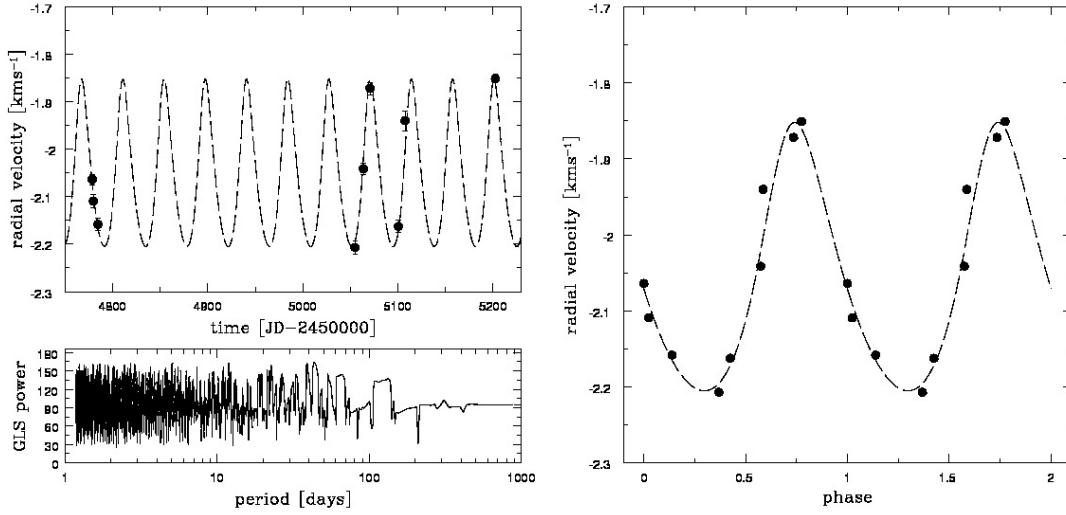 -1.7
-1.8
-1.9
-2
-2.1
-2.2
-2.3
radial velocity [kms⁻¹]
4800 4900 5000 5100 5200
time [JD-2450000]
180
150
120
90
60
30
0
GLS power
1 10 100 1000
period [days]
-1.7
-1.8
-1.9
-2
-2.1
-2.2
-2.3
radial velocity [kms⁻¹]
0 0.5 1 1.5 2
phase